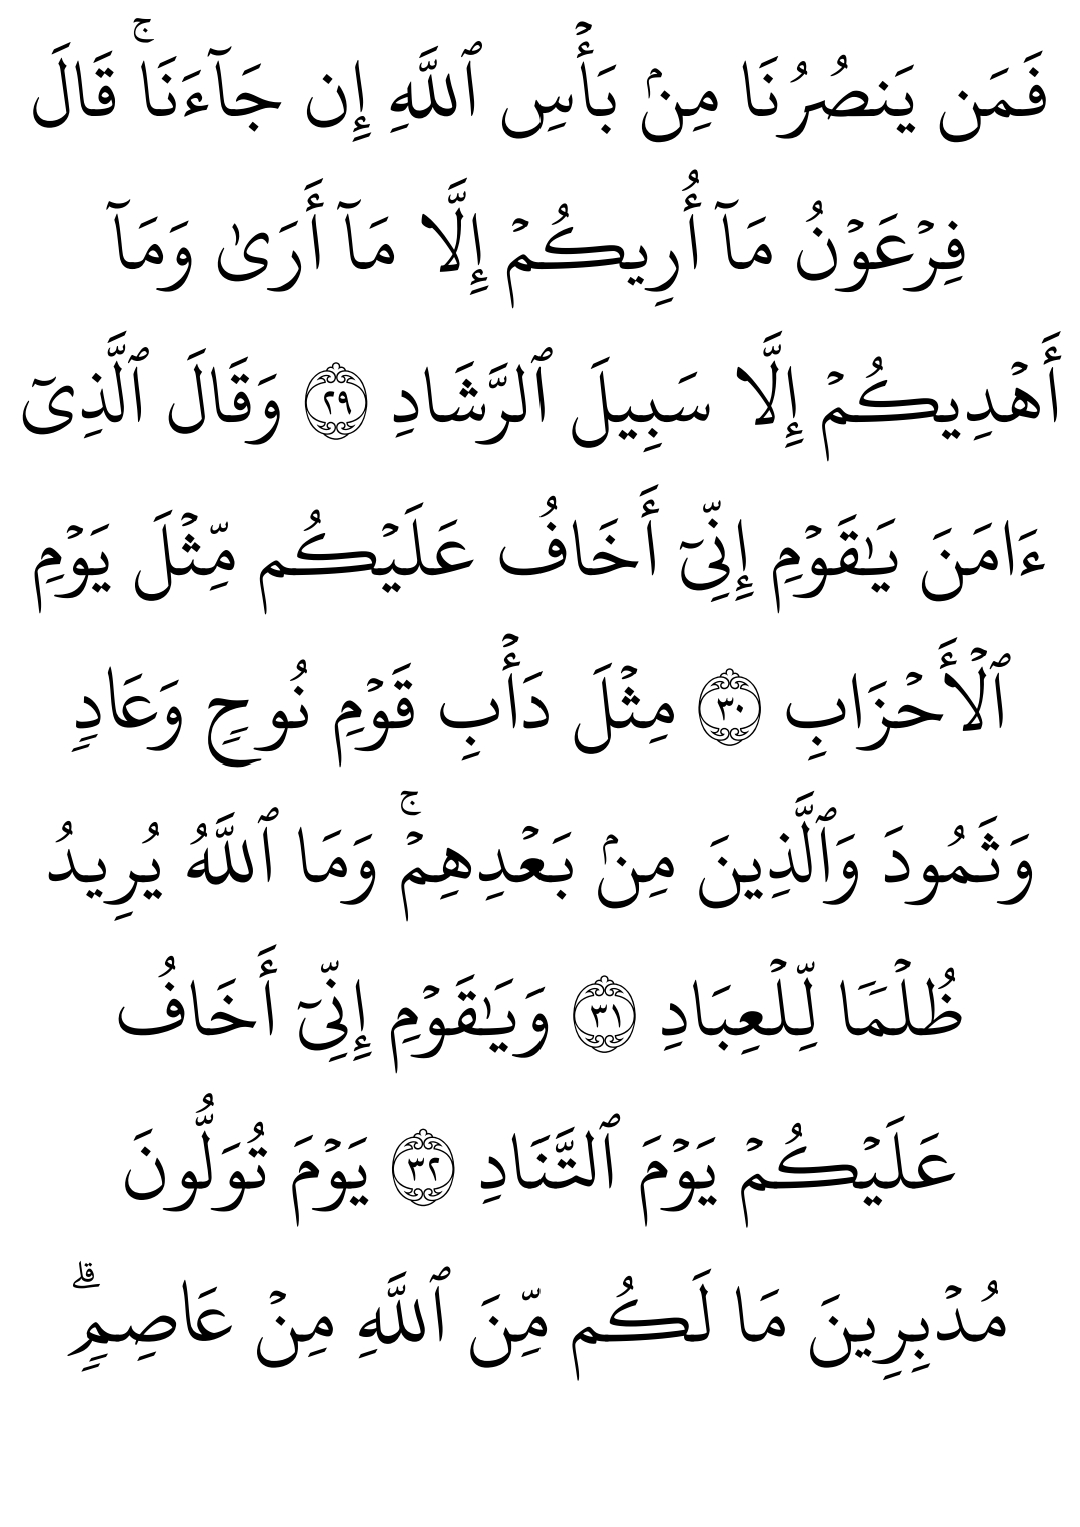 فَمَن يَنصُرُنَا مِنۢ بَأۡسِ ٱللَّهِ إِن جَآءَنَاۚ قَالَ
فِرۡعَوۡنُ مَآ أُرِيكُمۡ إِلَّا مَآ أَرَىٰ وَمَآ
أَهۡدِيكُمۡ إِلَّا سَبِيلَ ٱلرَّشَادِ ٢٩ وَقَالَ ٱلَّذِيٓ
ءَامَنَ يَٰقَوۡمِ إِنِّيٓ أَخَافُ عَلَيۡكُم مِّثۡلَ يَوۡمِ
ٱلۡأَحۡزَابِ ٣٠ مِثۡلَ دَأۡبِ قَوۡمِ نُوحٖ وَعَادٖ
وَثَمُودَ وَٱلَّذِينَ مِنۢ بَعۡدِهِمۡۚ وَمَا ٱللَّهُ يُرِيدُ
ظُلۡمٗا لِّلۡعِبَادِ ٣١ وَيَٰقَوۡمِ إِنِّيٓ أَخَافُ
عَلَيۡكُمۡ يَوۡمَ ٱلتَّنَادِ ٣٢ يَوۡمَ تُوَلُّونَ
مُدۡبِرِينَ مَا لَكُم مِّنَ ٱللَّهِ مِنۡ عَاصِمٖۗ